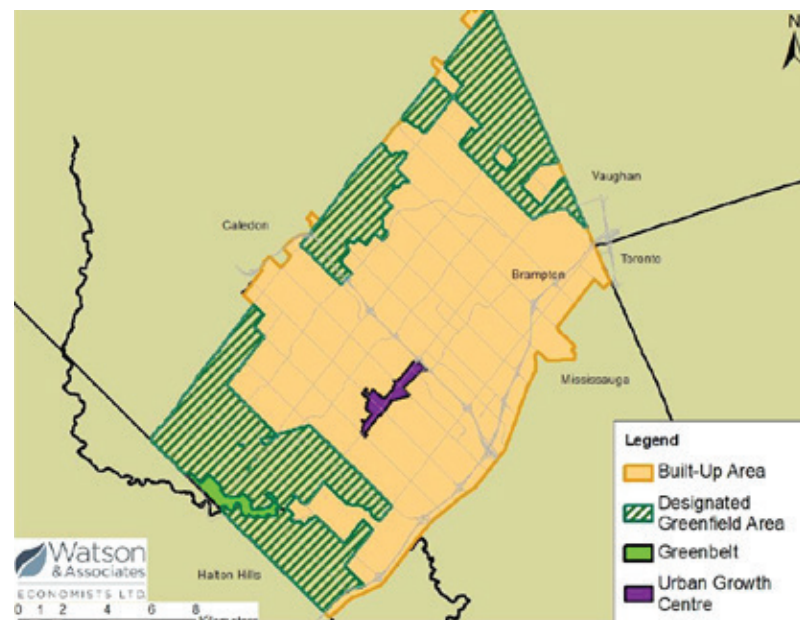 N
Vaughan
Caledon
Toronto
Brampton
Mississauga
Legend
Built-Up Area
Designated
Greenfield Area
Greenbelt
Urban Growth
Centre
Watson
& Associates
ECONOMISTS LTD.
Halton Hills
0 1 2 4 6 8
Kilometers